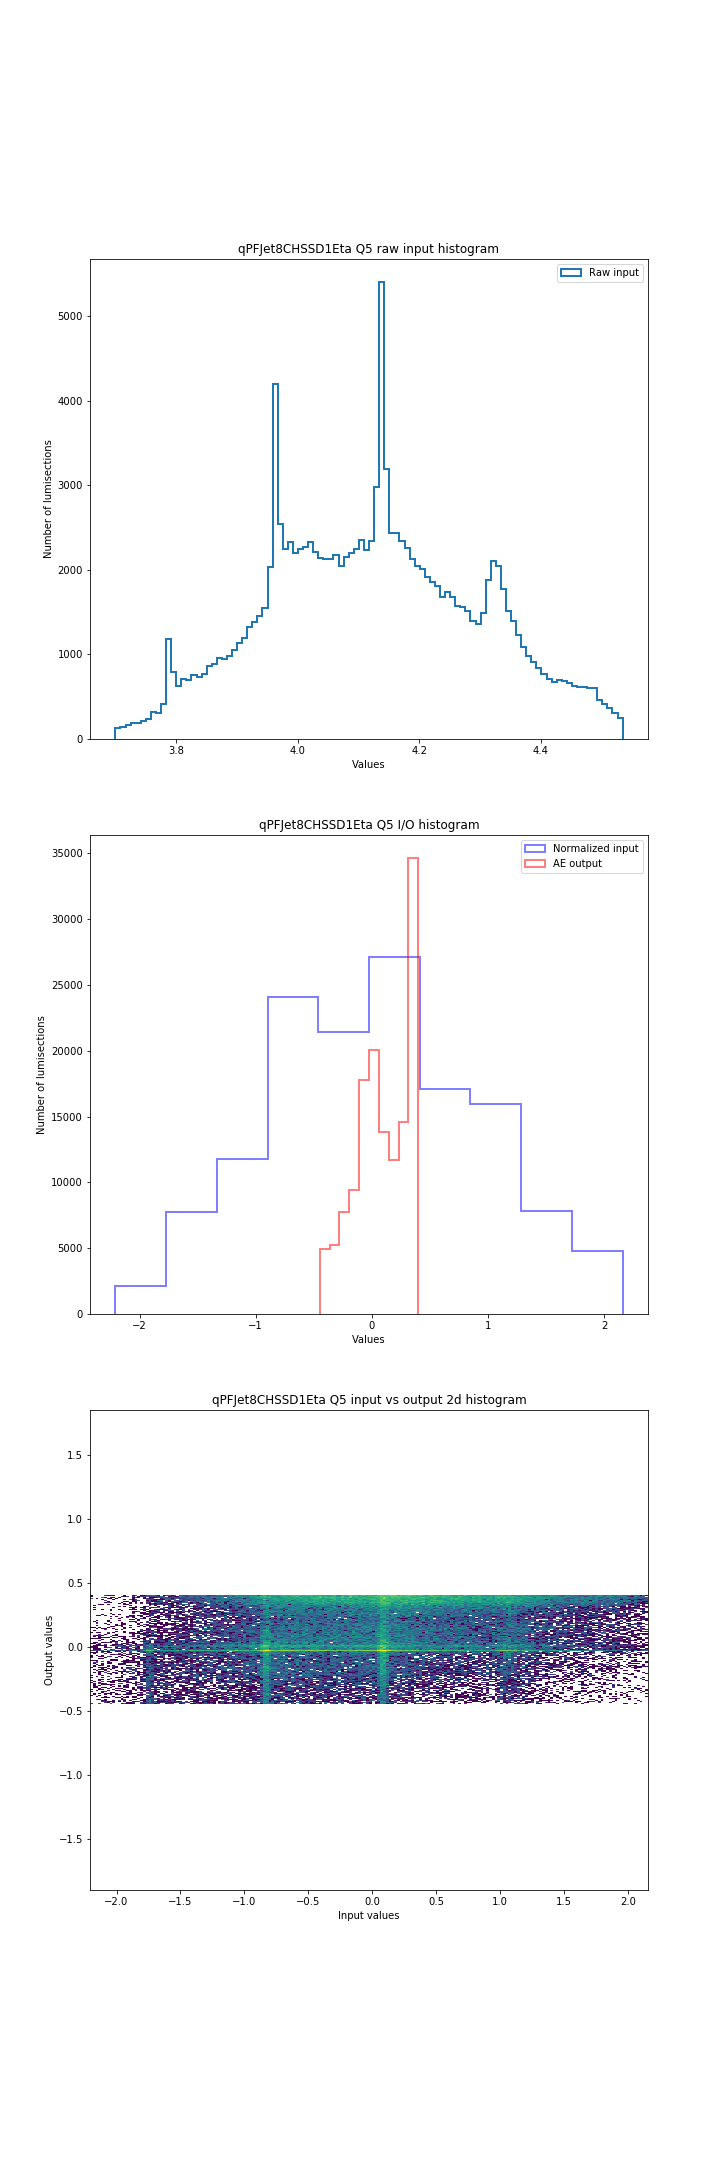 qPFJet8CHSSD1Eta Q5 raw input histogram
Raw input
5000
4000
3000
2000
1000
0
Number of lumisections
3.8 4.0 4.2 4.4
Values
qPFJet8CHSSD1Eta Q5 I/O histogram
Normalized input
AE output
35000
30000
25000
20000
15000
10000
5000
0
Number of lumisections
−2 −1 0 1 2
Values
qPFJet8CHSSD1Eta Q5 input vs output 2d histogram
1.5
1.0
0.5
0.0
−0.5
−1.0
−1.5
Output values
−2.0 −1.5 −1.0 −0.5 0.0 0.5 1.0 1.5 2.0
Input values